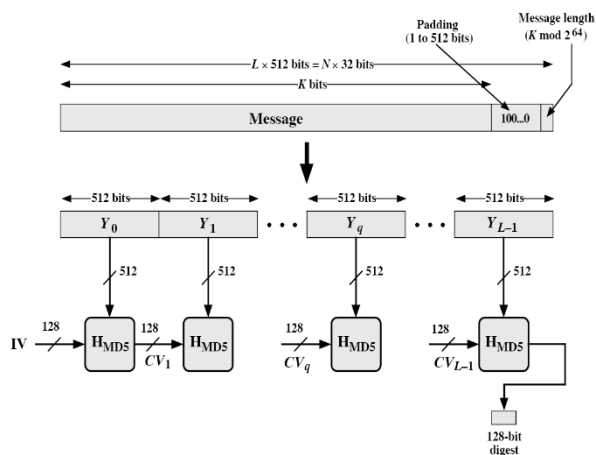 Padding
(1 to 512 bits)
Message length
(K mod 2^64)
L × 512 bits = N × 32 bits
K bits
Message
100...0
512 bits 512 bits 512 bits 512 bits
Y0 Y1 • • • Yq • • • YL–1
512 512 512 512
128 128 128 128
IV HMD5 HMD5 HMD5 HMD5
CV1 CVq CVL–1
128-bit
digest